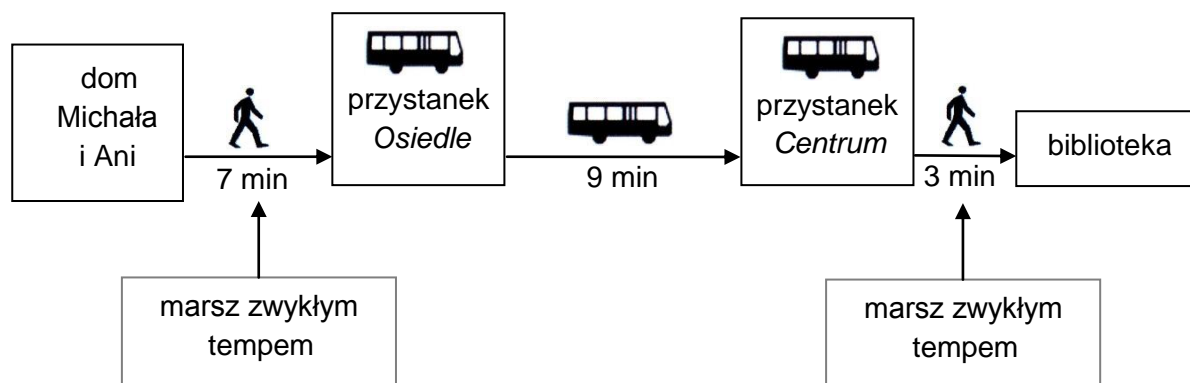 dom
Michała
i Ani
7 min
przystanek
Osiedle
9 min
przystanek
Centrum
3 min
biblioteka
marsz zwykłym
tempem
marsz zwykłym
tempem